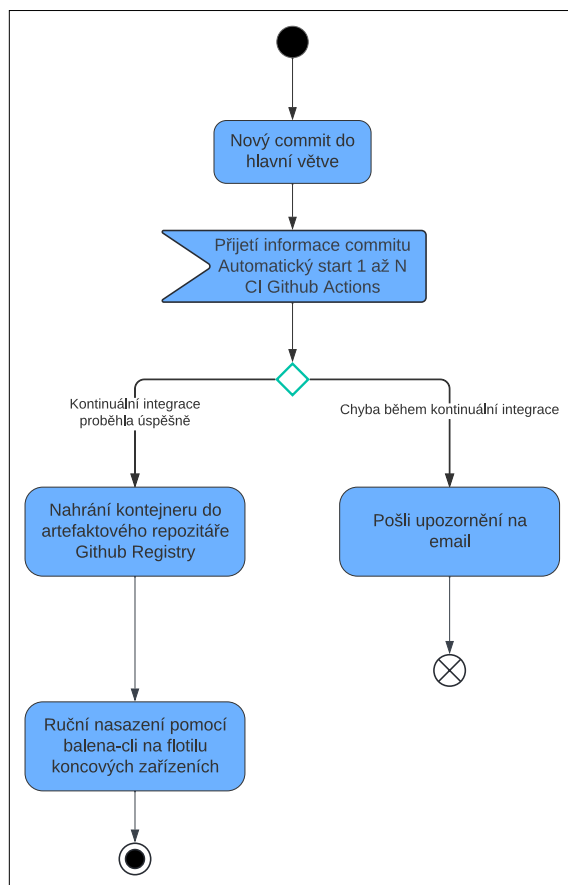 Nový commit do
hlavní větve
Přijetí informace commitu
Automatický start 1 až N
CI Github Actions
Kontinuální integrace
proběhla úspěšně
Chyba během kontinuální integrace
Nahrání kontejneru do
artefaktového repozitáře
Github Registry
Pošli upozornění na
email
Ruční nasazení pomocí
balena-cli na flotilu
koncových zařízeních